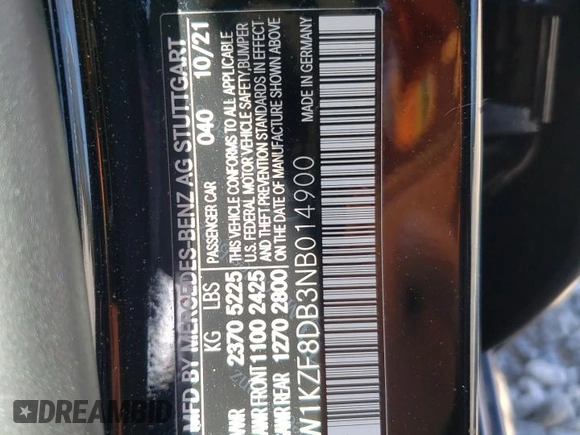 MFD BY MERCEDES-BENZ AG STUTTGART
KG LBS PASSENGER CAR 040 10/21
2370 5225 THIS VEHICLE CONFORMS TO ALL APPLICABLE
FRONT 1100 2425 U.S. FEDERAL MOTOR VEHICLE SAFETY, BUMPER
REAR 1270 2800 AND THEFT PREVENTION STANDARDS IN EFFECT
ON THE DATE OF MANUFACTURE SHOWN ABOVE
W1KZF8DB3NB014900 MADE IN GERMANY
DREAMBID